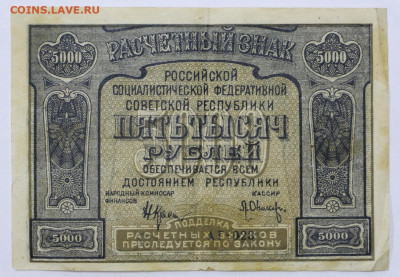 COINS.LAVE.RU
РАСЧЕТНЫЙ ЗНАК
5000 5000
РОССИЙСКОЙ
СОЦИАЛИСТИЧЕСКОЙ ФЕДЕРАТИВНОЙ
СОВЕТСКОЙ РЕСПУБЛИКИ
ПЯТЬ ТЫСЯЧ
РУБЛЕЙ
ОБЕСПЕЧИВАЕТСЯ ВСЕМ
ДОСТОЯНИЕМ РЕСПУБЛИКИ
НАРОДНЫЙ КОМИССАР КАССИР
ФИНАНСОВ
ПОДДЕЛКА
РАСЧЕТНЫХ ЗНАКОВ
5000 ПРЕСЛЕДУЕТСЯ ПО ЗАКОНУ 5000